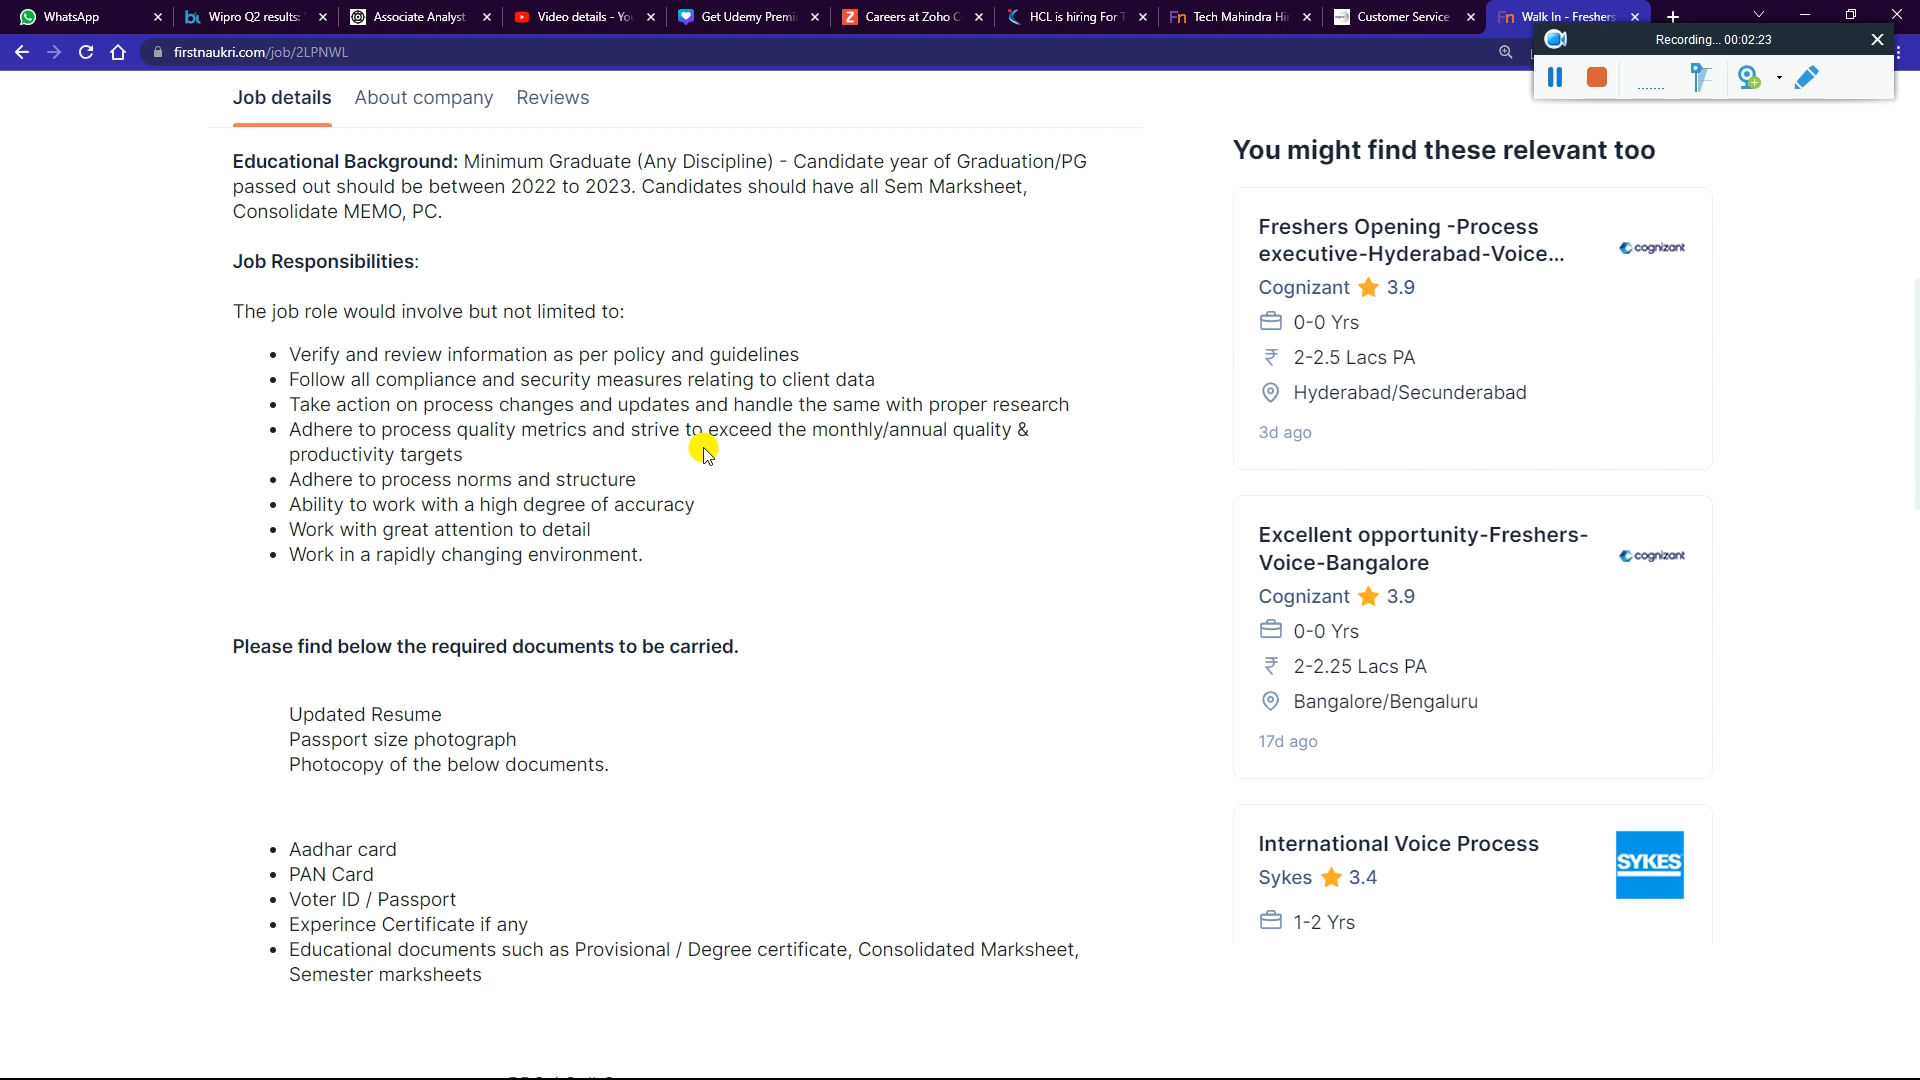 WhatsApp
Wipro Q2 results:
Associate Analyst
Video details - Yo
Get Udemy Premi
Careers at Zoho C
HCL is hiring For T
Tech Mahindra Hi
Customer Service
Walk In - Freshers
Recording... 00:02:23
firstnaukri.com/job/2LPNWL
Job details
About company
Reviews
Educational Background: Minimum Graduate (Any Discipline) - Candidate year of Graduation/PG
passed out should be between 2022 to 2023. Candidates should have all Sem Marksheet,
Consolidate MEMO, PC.
Job Responsibilities:
The job role would involve but not limited to:
• Verify and review information as per policy and guidelines
• Follow all compliance and security measures relating to client data
• Take action on process changes and updates and handle the same with proper research
• Adhere to process quality metrics and strive to exceed the monthly/annual quality &
productivity targets
• Adhere to process norms and structure
• Ability to work with a high degree of accuracy
• Work with great attention to detail
• Work in a rapidly changing environment.
Please find below the required documents to be carried.
Updated Resume
Passport size photograph
Photocopy of the below documents.
• Aadhar card
• PAN Card
• Voter ID / Passport
• Experince Certificate if any
• Educational documents such as Provisional / Degree certificate, Consolidated Marksheet,
Semester marksheets
You might find these relevant too
Freshers Opening -Process
executive-Hyderabad-Voice...
cognizant
Cognizant 3.9
0-0 Yrs
₹ 2-2.5 Lacs PA
Hyderabad/Secunderabad
3d ago
Excellent opportunity-Freshers-
Voice-Bangalore
cognizant
Cognizant 3.9
0-0 Yrs
₹ 2-2.25 Lacs PA
Bangalore/Bengaluru
17d ago
International Voice Process
SYKES
Sykes 3.4
1-2 Yrs